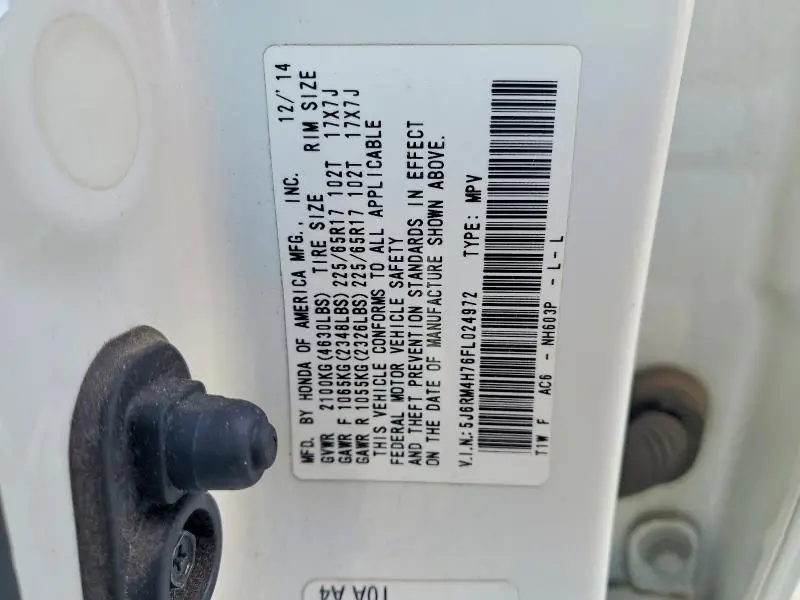 MFD. BY HONDA OF AMERICA MFG., INC. 12/'14
GVWR 2100KG(4630LBS) TIRE SIZE RIM SIZE
GAWR F 1065KG(2348LBS) 225/65R17 102T 17X7J
GAWR R 1055KG(2326LBS) 225/65R17 102T 17X7J
THIS VEHICLE CONFORMS TO ALL APPLICABLE
FEDERAL MOTOR VEHICLE SAFETY
AND THEFT PREVENTION STANDARDS IN EFFECT
ON THE DATE OF MANUFACTURE SHOWN ABOVE.
V.I.N.:5J6RM4H76FL024972 TYPE: MPV
T1W F AC6 - NH603P - L - L
T0A A4